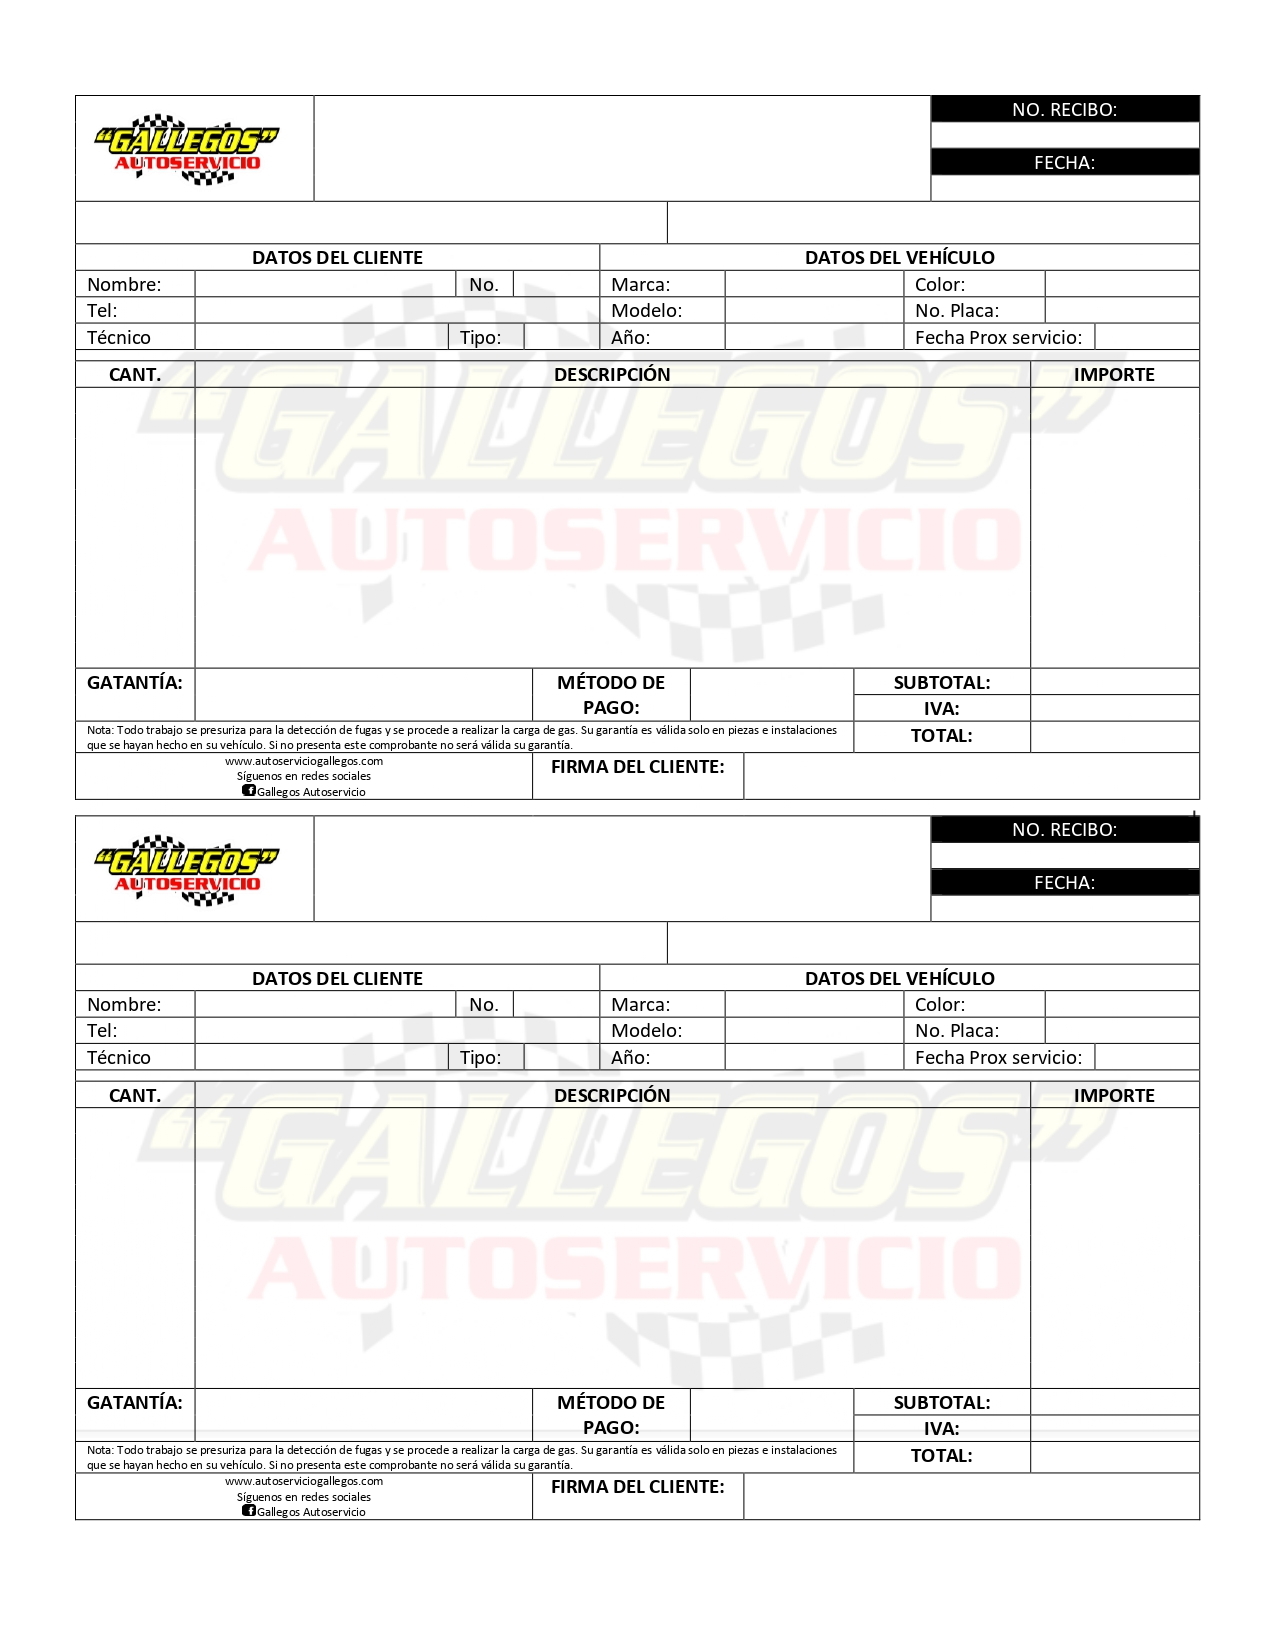 “GALLEGOS”
AUTOSERVICIO
NO. RECIBO:
FECHA:
DATOS DEL CLIENTE DATOS DEL VEHÍCULO
Nombre: No. Marca: Color:
Tel: Modelo: No. Placa:
Técnico Tipo: Año: Fecha Prox servicio:
CANT. DESCRIPCIÓN IMPORTE
“GALLEGOS”
AUTOSERVICIO
GATANTÍA: MÉTODO DE SUBTOTAL:
PAGO: IVA:
Nota: Todo trabajo se presuriza para la detección de fugas y se procede a realizar la carga de gas. Su garantía es válida solo en piezas e instalaciones
que se hayan hecho en su vehículo. Si no presenta este comprobante no será válida su garantía.
TOTAL:
www.autoserviciogallegos.com
Síguenos en redes sociales
Gallegos Autoservicio
FIRMA DEL CLIENTE:
“GALLEGOS”
AUTOSERVICIO
NO. RECIBO:
FECHA:
DATOS DEL CLIENTE DATOS DEL VEHÍCULO
Nombre: No. Marca: Color:
Tel: Modelo: No. Placa:
Técnico Tipo: Año: Fecha Prox servicio:
CANT. DESCRIPCIÓN IMPORTE
“GALLEGOS”
AUTOSERVICIO
GATANTÍA: MÉTODO DE SUBTOTAL:
PAGO: IVA:
Nota: Todo trabajo se presuriza para la detección de fugas y se procede a realizar la carga de gas. Su garantía es válida solo en piezas e instalaciones
que se hayan hecho en su vehículo. Si no presenta este comprobante no será válida su garantía.
TOTAL:
www.autoserviciogallegos.com
Síguenos en redes sociales
Gallegos Autoservicio
FIRMA DEL CLIENTE: